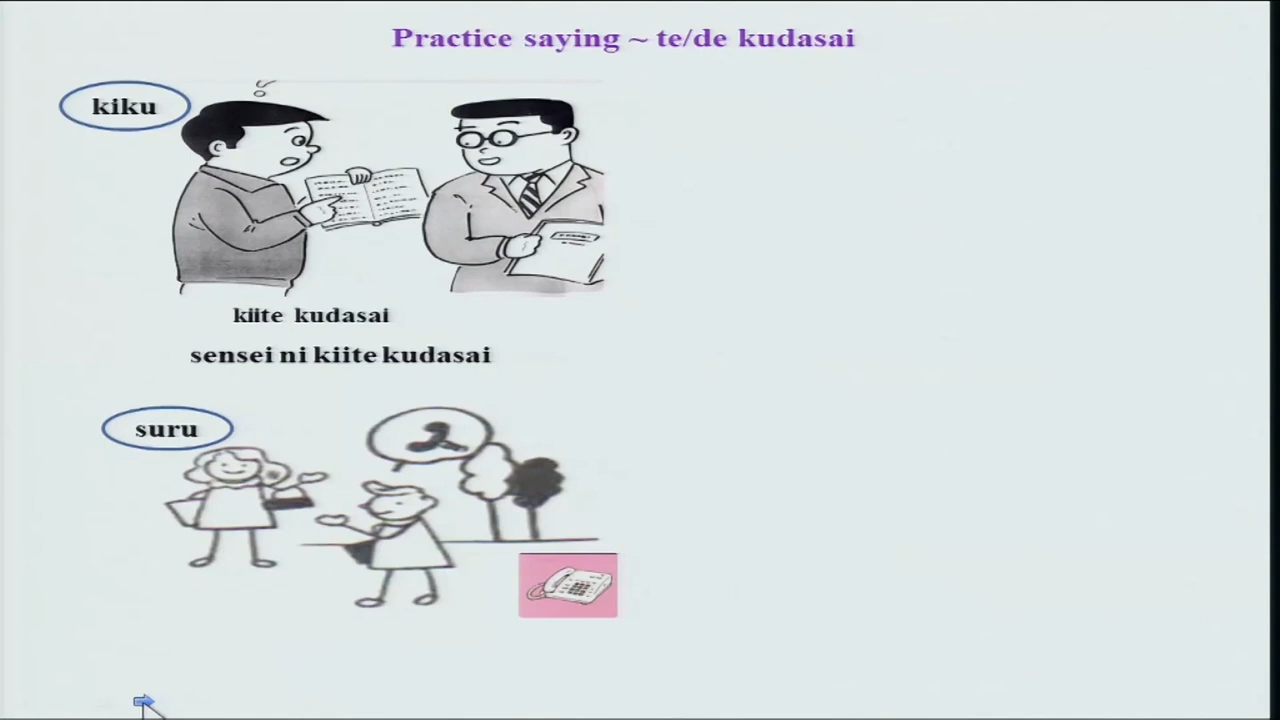 Practice saying ~ te/de kudasai
kiku
kiite kudasai
sensei ni kiite kudasai
suru